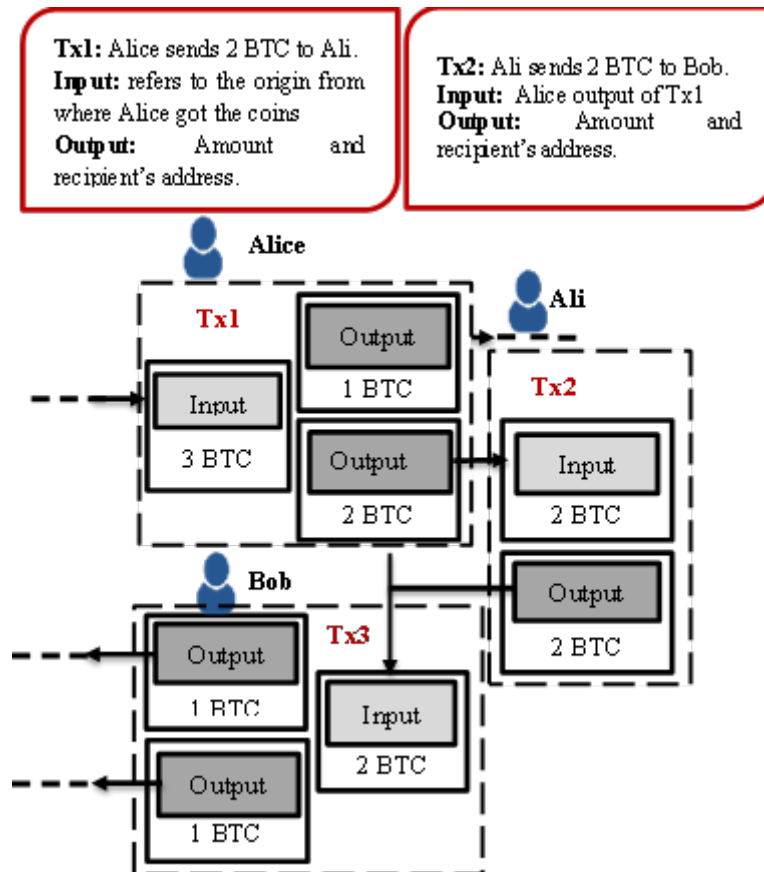 Tx1: Alice sends 2 BTC to Ali.
Input: refers to the origin from
where Alice got the coins
Output: Amount and
recipient's address.
Tx2: Ali sends 2 BTC to Bob.
Input: Alice output of Tx1
Output: Amount and
recipient's address.
Alice
Ali
Tx1
Output
1 BTC
Tx2
Input
3 BTC
Output
2 BTC
Input
2 BTC
Output
2 BTC
Bob
Tx3
Output
1 BTC
Input
2 BTC
Output
1 BTC